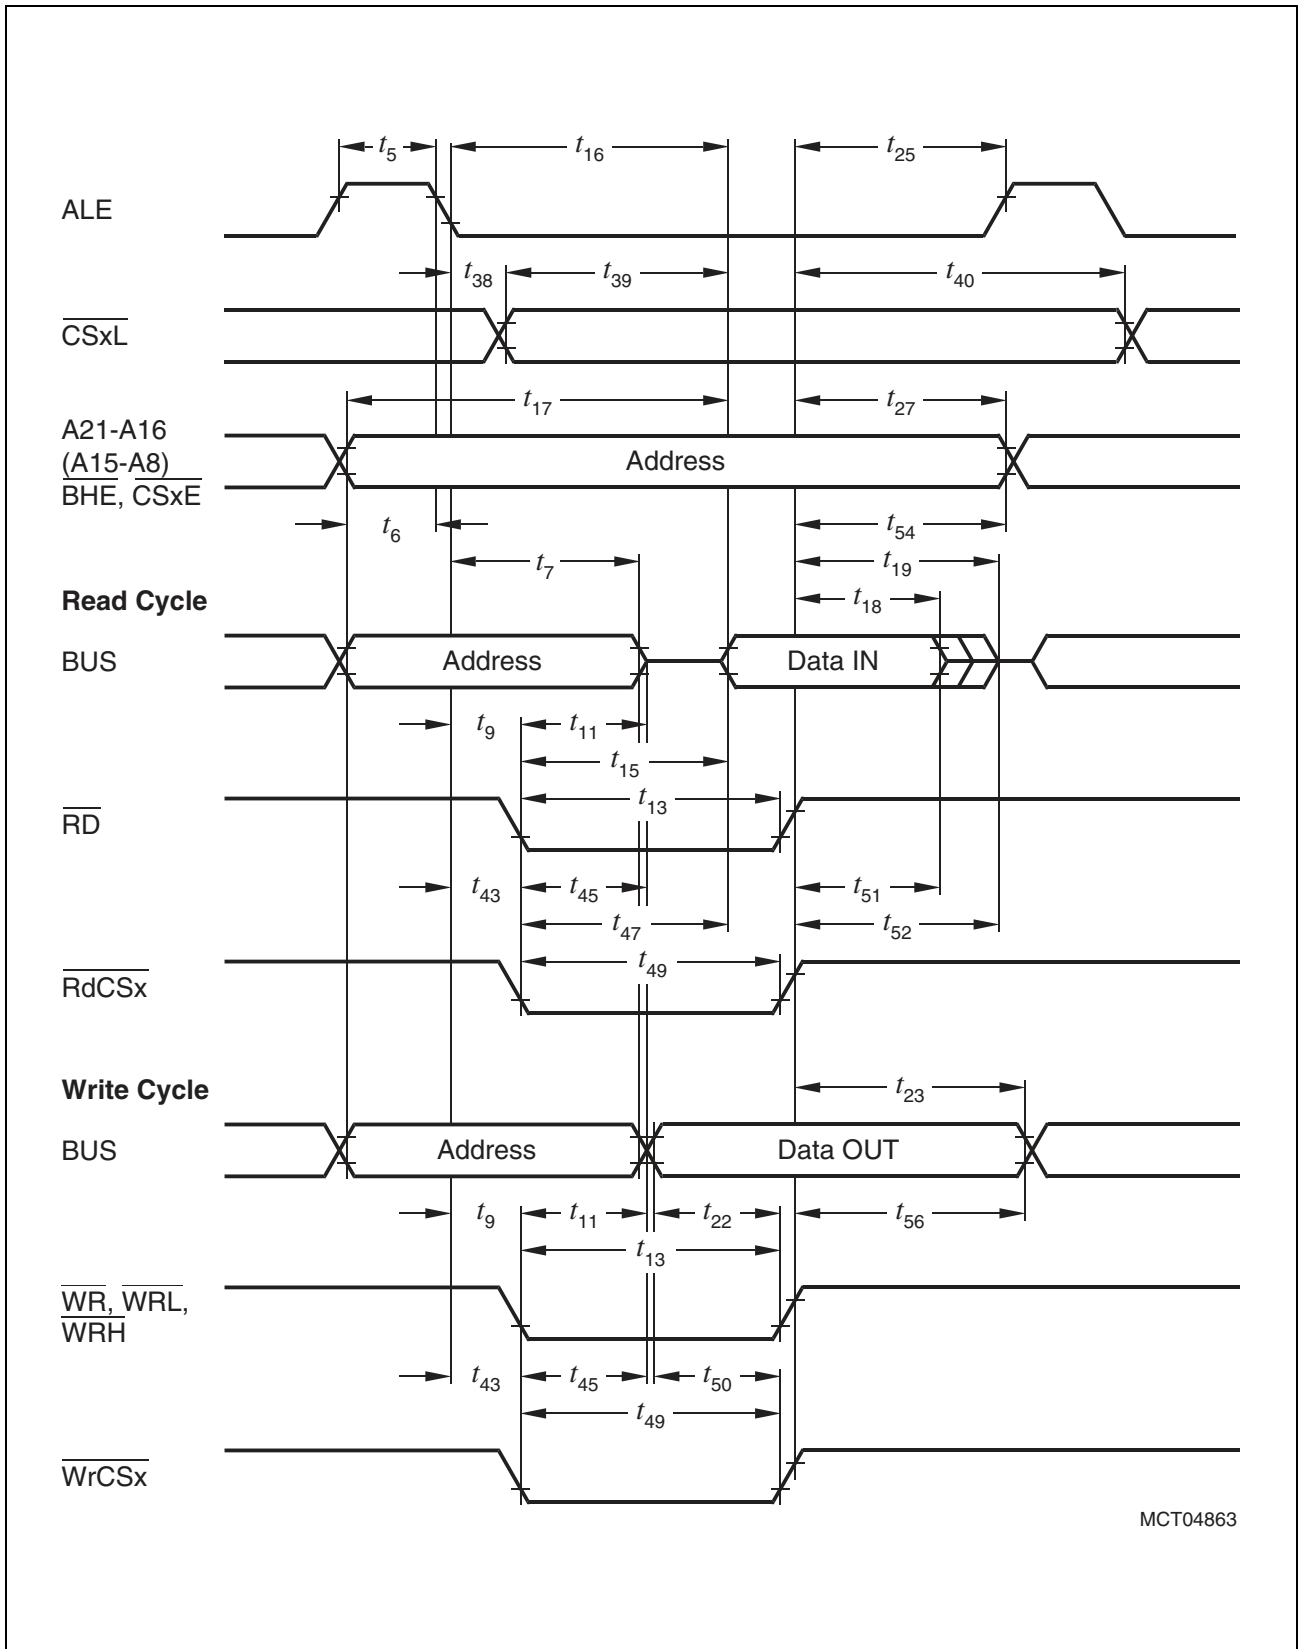 t5 t16 t25
ALE
t38 t39 t40
CSxL
t17 t27
A21-A16
(A15-A8)
BHE, CSxE
Address
t6 t54
t7 t19
Read Cycle
t18
BUS Address Data IN
t9 t11
t15
t13
RD
t43 t45 t51
t47 t52
t49
RdCSx
Write Cycle
t23
BUS Address Data OUT
t9 t11 t22 t56
t13
WR, WRL,
WRH
t43 t45 t50
t49
WrCSx
MCT04863